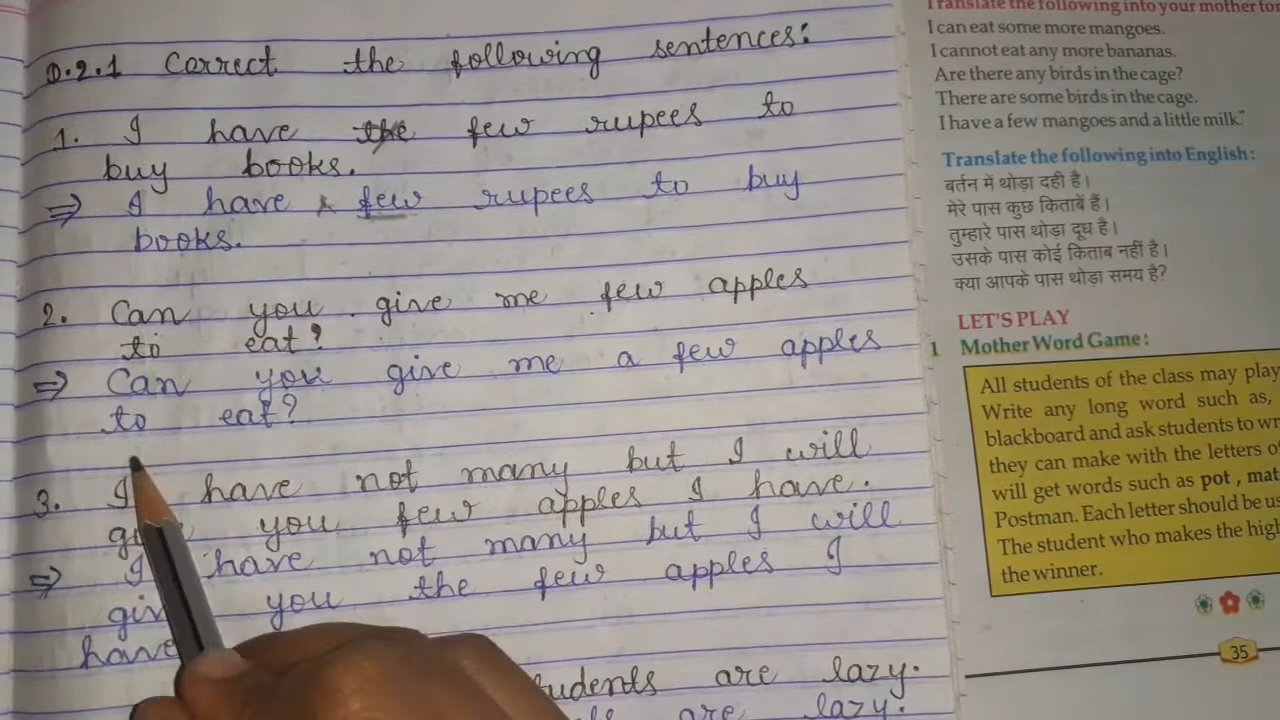 Q.2.1 Correct the following sentences:
1. I have the few rupees to
buy books.
⇒ I have few rupees to buy
books.
2. Can you give me few apples
to eat?
⇒ Can you give me a few apples
to eat?
3. I have not many but I will
you few apples I have.
⇒ I have not many but I will
you the few apples I
have
are lazy.
are lazy.
Translate the following into your mother
I can eat some more mangoes.
I cannot eat any more bananas.
Are there any birds in the cage?
There are some birds in the cage.
I have a few mangoes and a little milk."
Translate the following into English:
बर्तन में थोड़ा दही है।
मेरे पास कुछ किताबें हैं।
तुम्हारे पास थोड़ा दूध है।
उसके पास कोई किताब नहीं है।
क्या आपके पास थोड़ा समय है?
LET'S PLAY
1 Mother Word Game:
All students of the class may play
Write any long word such as,
blackboard and ask students to
they can make with the letters
will get words such as pot, mat
Postman. Each letter should be
The student who makes the
the winner.
35